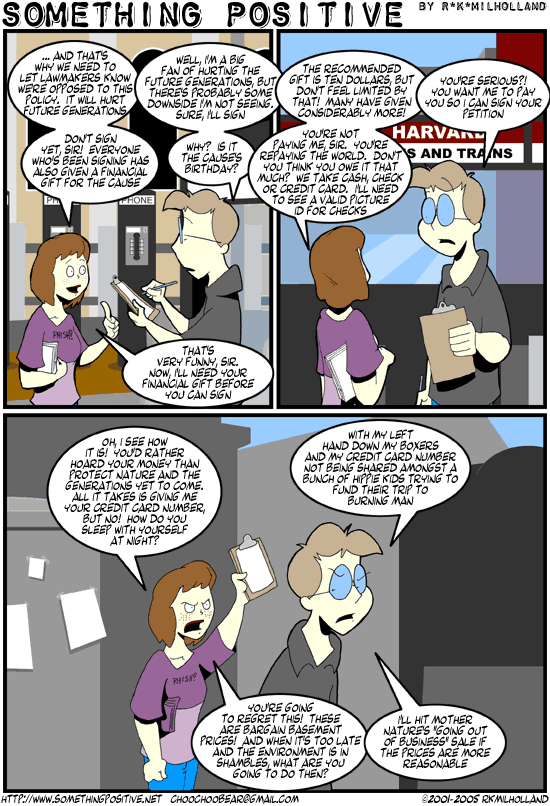 SOMETHING POSITIVE
BY R*K*MILHOLLAND
... AND THAT'S
WHY WE NEED TO
LET LAWMAKERS KNOW
WE'RE OPPOSED TO THIS
POLICY. IT WILL HURT
FUTURE GENERATIONS
WELL, I'M A BIG
FAN OF HURTING THE
FUTURE GENERATIONS, BUT
THERE'S PROBABLY SOME
DOWNSIDE I'M NOT SEEING.
SURE, I'LL SIGN
DON'T SIGN
YET, SIR! EVERYONE
WHO'S BEEN SIGNING HAS
ALSO GIVEN A FINANCIAL
GIFT FOR THE CAUSE
WHY? IS IT
THE CAUSE'S
BIRTHDAY?
PHONE
PHISH!
THAT'S
VERY FUNNY, SIR.
NOW, I'LL NEED YOUR
FINANCIAL GIFT BEFORE
YOU CAN SIGN
THE RECOMMENDED
GIFT IS TEN DOLLARS, BUT
DON'T FEEL LIMITED BY
THAT! MANY HAVE GIVEN
CONSIDERABLY MORE!
YOU'RE SERIOUS?!
YOU WANT ME TO PAY
YOU SO I CAN SIGN YOUR
PETITION
YOU'RE NOT
PAYING ME, SIR. YOU'RE
REPAYING THE WORLD. DON'T
YOU THINK YOU OWE IT THAT
MUCH? WE TAKE CASH, CHECK
OR CREDIT CARD. I'LL NEED
TO SEE A VALID PICTURE
ID FOR CHECKS
HARVARD
S AND TRAINS
OH, I SEE HOW
IT IS! YOU'D RATHER
HOARD YOUR MONEY THAN
PROTECT NATURE AND THE
GENERATIONS YET TO COME.
ALL IT TAKES IS GIVING ME
YOUR CREDIT CARD NUMBER,
BUT NO! HOW DO YOU
SLEEP WITH YOURSELF
AT NIGHT?
WITH MY LEFT
HAND DOWN MY BOXERS
AND MY CREDIT CARD NUMBER
NOT BEING SHARED AMONGST A
BUNCH OF HIPPIE KIDS TRYING TO
FUND THEIR TRIP TO
BURNING MAN
PHISH!
YOU'RE GOING
TO REGRET THIS! THESE
ARE BARGAIN BASEMENT
PRICES! AND WHEN IT'S TOO LATE
AND THE ENVIRONMENT IS IN
SHAMBLES, WHAT ARE YOU
GOING TO DO THEN?
I'LL HIT MOTHER
NATURE'S "GOING OUT
OF BUSINESS" SALE IF
THE PRICES ARE MORE
REASONABLE
HTTP://WWW.SOMETHINGPOSITIVE.NET CHOOCHOOBEAR@GMAIL.COM ©2001-2005 RKMILHOLLAND